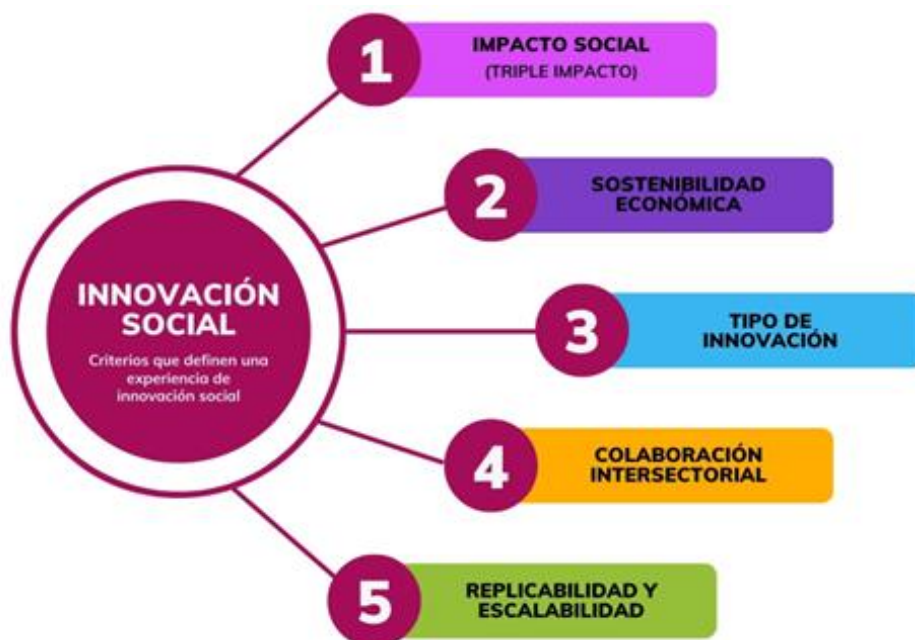 INNOVACIÓN
SOCIAL
Criterios que definen una
experiencia de
innovación social
1
IMPACTO SOCIAL
(TRIPLE IMPACTO)
2
SOSTENIBILIDAD
ECONÓMICA
3
TIPO DE
INNOVACIÓN
4
COLABORACIÓN
INTERSECTORIAL
5
REPLICABILIDAD Y
ESCALABILIDAD